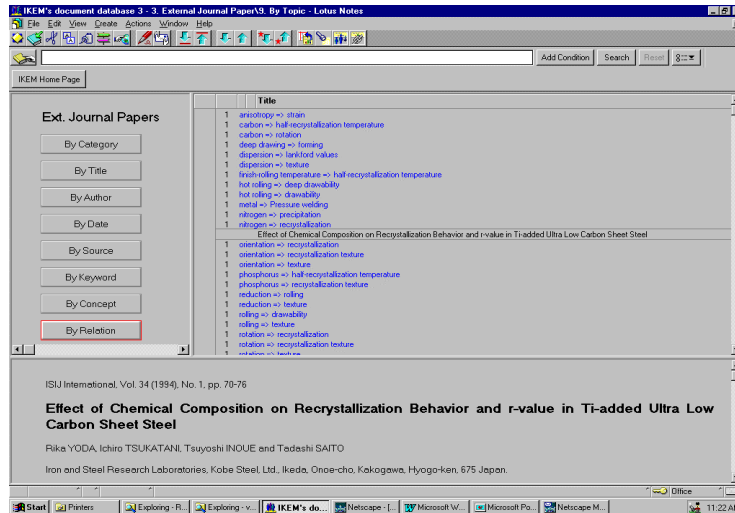 IKEM's document database 3 - 3. External Journal Paper\9. By Topic - Lotus Notes
File Edit View Create Actions Window Help
Add Condition Search Reset
IKEM Home Page
Ext. Journal Papers
By Category
By Title
By Author
By Date
By Source
By Keyword
By Concept
By Relation
Title
1 anisotropy => strain
1 carbon => half-recrystallization temperature
1 carbon => rotation
1 deep drawing => forming
1 dispersion => lankford values
1 dispersion => texture
1 finish-rolling temperature => half-recrystallization temperature
1 hot rolling => deep drawability
1 hot rolling => drawability
1 metal => Pressure welding
1 nitrogen => precipitation
1 nitrogen => recrystallization
Effect of Chemical Composition on Recrystallization Behavior and r-value in Ti-added Ultra Low Carbon Sheet Steel
1 orientation => recrystallization
1 orientation => recrystallization texture
1 orientation => texture
1 phosphorus => half-recrystallization temperature
1 phosphorus => recrystallization texture
1 reduction => rolling
1 reduction => texture
1 rolling => drawability
1 rolling => texture
1 rotation => recrystallization
1 rotation => recrystallization texture
1 rotation => texture
ISIJ International, Vol. 34 (1994), No. 1, pp. 70-76
Effect of Chemical Composition on Recrystallization Behavior and r-value in Ti-added Ultra Low
Carbon Sheet Steel
Rika YODA, Ichiro TSUKATANI, Tsuyoshi INOUE and Tadashi SAITO
Iron and Steel Research Laboratories, Kobe Steel, Ltd., Ikeda, Onoe-cho, Kakogawa, Hyogo-ken, 675 Japan.
Office
Start Printers Exploring - R... Exploring - v... IKEM's do... Netscape - [... Microsoft W... Microsoft Po... Netscape M... 11:22 AM